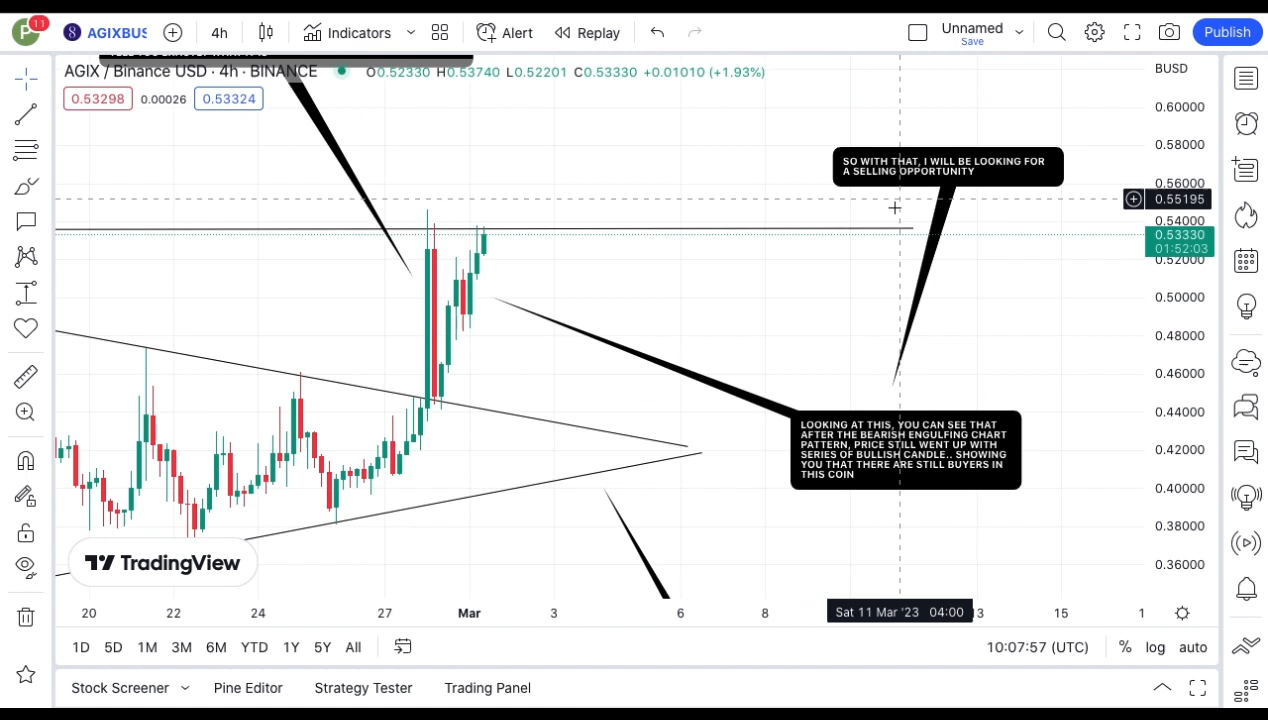 P
11
AGIXBUS
4h
Indicators
Alert
Replay
Unnamed
Save
Publish
AGIX / Binance USD · 4h · BINANCE
O0.52330 H0.53740 L0.52201 C0.53330 +0.01010 (+1.93%)
BUSD
0.53298
0.00026
0.53324
0.60000
0.58000
0.56000
0.55195
0.54000
0.53330
01:52:03
0.52000
0.50000
0.48000
0.46000
0.44000
0.42000
0.40000
0.38000
0.36000
SO WITH THAT, I WILL BE LOOKING FOR
A SELLING OPPORTUNITY
LOOKING AT THIS, YOU CAN SEE THAT
AFTER THE BEARISH ENGULFING CHART
PATTERN, PRICE STILL WENT UP WITH
SERIES OF BULLISH CANDLE.. SHOWING
YOU THAT THERE ARE STILL BUYERS IN
THIS COIN
TradingView
20
22
24
27
Mar
3
6
8
Sat 11 Mar '23 04:00
13
15
1
1D
5D
1M
3M
6M
YTD
1Y
5Y
All
10:07:57 (UTC)
%
log
auto
Stock Screener
Pine Editor
Strategy Tester
Trading Panel